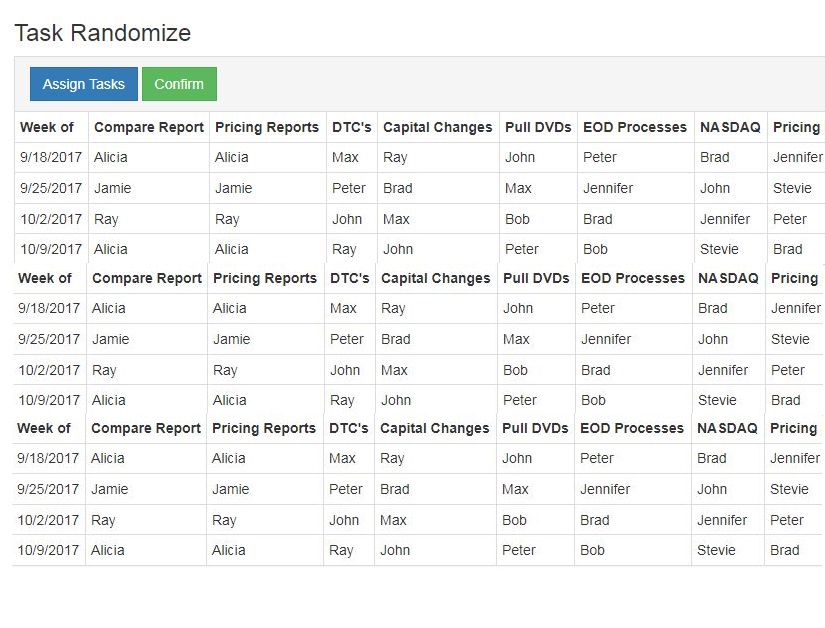 Task Randomize
Assign Tasks Confirm
Week of Compare Report Pricing Reports DTC's Capital Changes Pull DVDs EOD Processes NASDAQ Pricing
9/18/2017 Alicia Alicia Max Ray John Peter Brad Jennifer
9/25/2017 Jamie Jamie Peter Brad Max Jennifer John Stevie
10/2/2017 Ray Ray John Max Bob Brad Jennifer Peter
10/9/2017 Alicia Alicia Ray John Peter Bob Stevie Brad
Week of Compare Report Pricing Reports DTC's Capital Changes Pull DVDs EOD Processes NASDAQ Pricing
9/18/2017 Alicia Alicia Max Ray John Peter Brad Jennifer
9/25/2017 Jamie Jamie Peter Brad Max Jennifer John Stevie
10/2/2017 Ray Ray John Max Bob Brad Jennifer Peter
10/9/2017 Alicia Alicia Ray John Peter Bob Stevie Brad
Week of Compare Report Pricing Reports DTC's Capital Changes Pull DVDs EOD Processes NASDAQ Pricing
9/18/2017 Alicia Alicia Max Ray John Peter Brad Jennifer
9/25/2017 Jamie Jamie Peter Brad Max Jennifer John Stevie
10/2/2017 Ray Ray John Max Bob Brad Jennifer Peter
10/9/2017 Alicia Alicia Ray John Peter Bob Stevie Brad